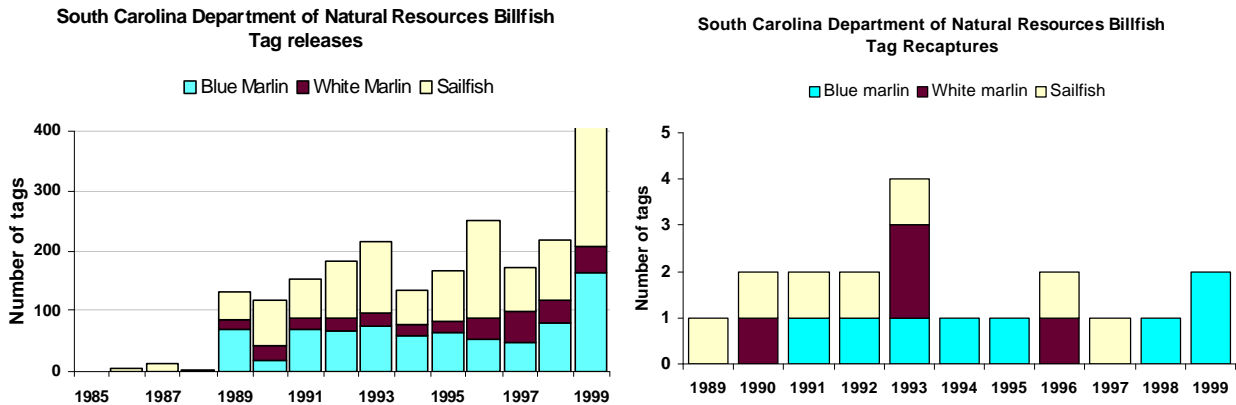 South Carolina Department of Natural Resources Billfish
Tag releases
Blue Marlin White Marlin Sailfish
Number of tags
400
300
200
100
0
1985 1987 1989 1991 1993 1995 1997 1999
South Carolina Department of Natural Resources Billfish
Tag Recaptures
Blue marlin White marlin Sailfish
Number of tags
5
4
3
2
1
0
1989 1990 1991 1992 1993 1994 1995 1996 1997 1998 1999